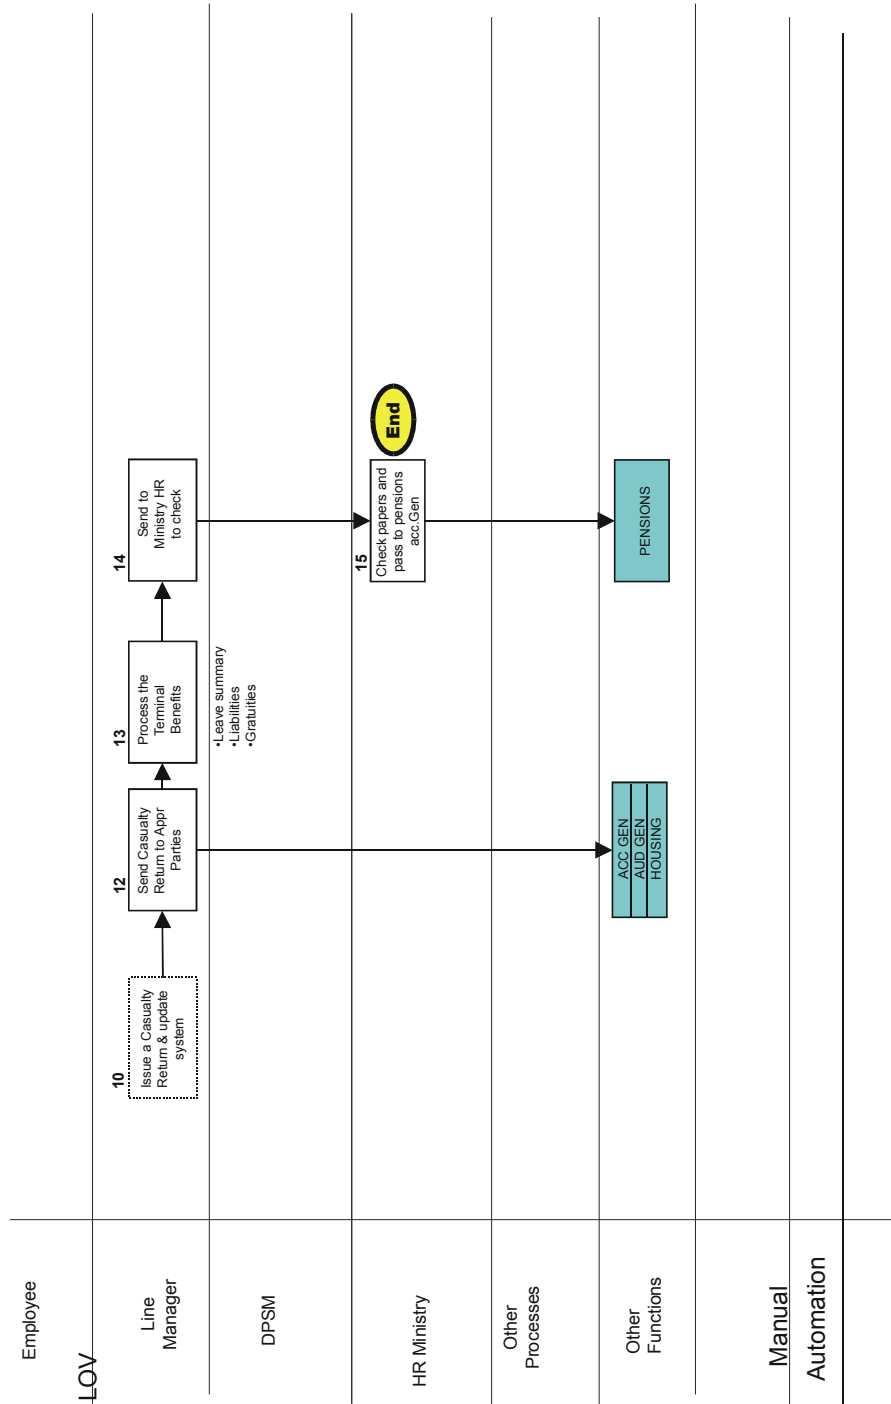 Employee
LOV
Line
Manager
DPSM
HR Ministry
Other
Processes
Other
Functions
Manual
Automation
10
Issue a Casualty
Return & update
system
12
Send Casualty
Return to Appr
Parties
13
Process the
Terminal
Benefits
14
Send to
Ministry HR
to check
•Leave summary
•Liabilities
•Gratuities
15
Check papers and
pass to pensions
acc.Gen
End
ACC GEN
AUD GEN
HOUSING
PENSIONS